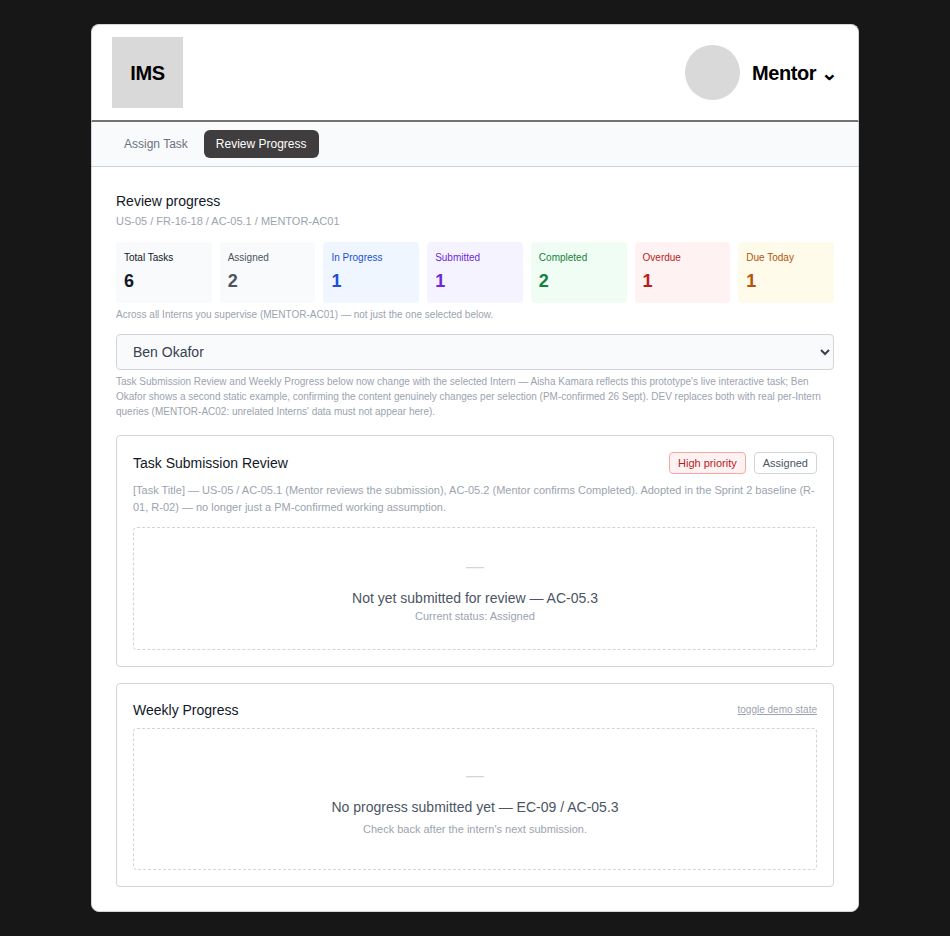 IMS
Mentor
Assign Task
Review Progress
Review progress
US-05 / FR-16-18 / AC-05.1 / MENTOR-AC01
Total Tasks
6
Assigned
2
In Progress
1
Submitted
1
Completed
2
Overdue
1
Due Today
1
Across all Interns you supervise (MENTOR-AC01) — not just the one selected below.
Ben Okafor
Task Submission Review and Weekly Progress below now change with the selected Intern — Aisha Kamara reflects this prototype's live interactive task; Ben
Okafor shows a second static example, confirming the content genuinely changes per selection (PM-confirmed 26 Sept). DEV replaces both with real per-Intern
queries (MENTOR-AC02: unrelated Interns' data must not appear here).
Task Submission Review
High priority
Assigned
[Task Title] — US-05 / AC-05.1 (Mentor reviews the submission), AC-05.2 (Mentor confirms Completed). Adopted in the Sprint 2 baseline (R-
01, R-02) — no longer just a PM-confirmed working assumption.
—
Not yet submitted for review — AC-05.3
Current status: Assigned
Weekly Progress
toggle demo state
—
No progress submitted yet — EC-09 / AC-05.3
Check back after the intern's next submission.